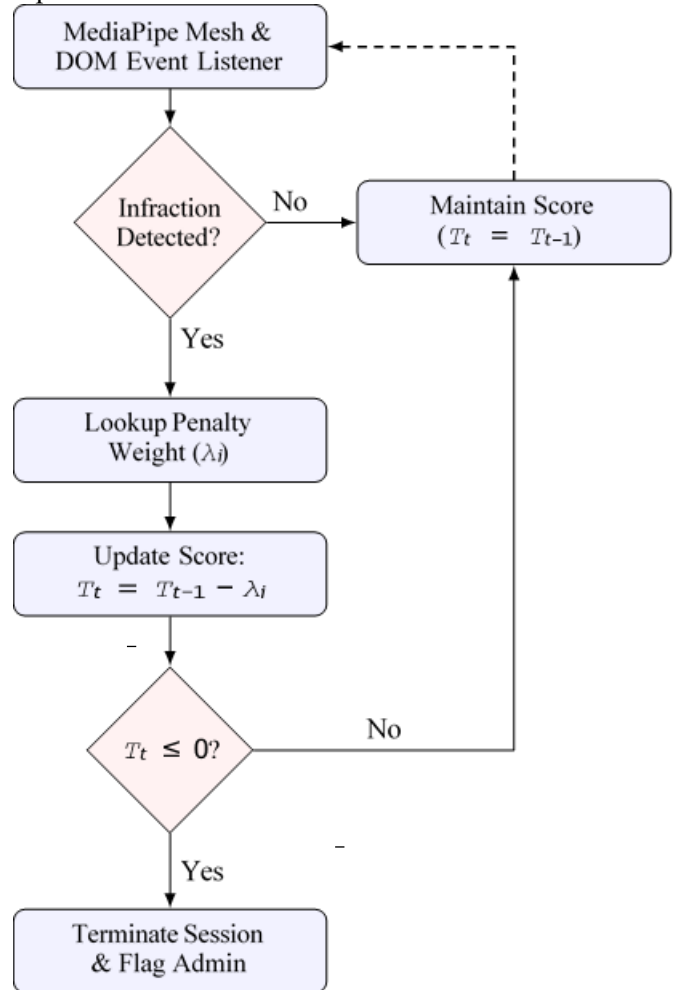 MediaPipe Mesh &
DOM Event Listener
Infraction
Detected?
No
Maintain Score
(Tt = Tt−1)
Yes
Lookup Penalty
Weight (λi)
Update Score:
Tt = Tt−1 − λi
Tt ≤ 0?
No
Yes
Terminate Session
& Flag Admin